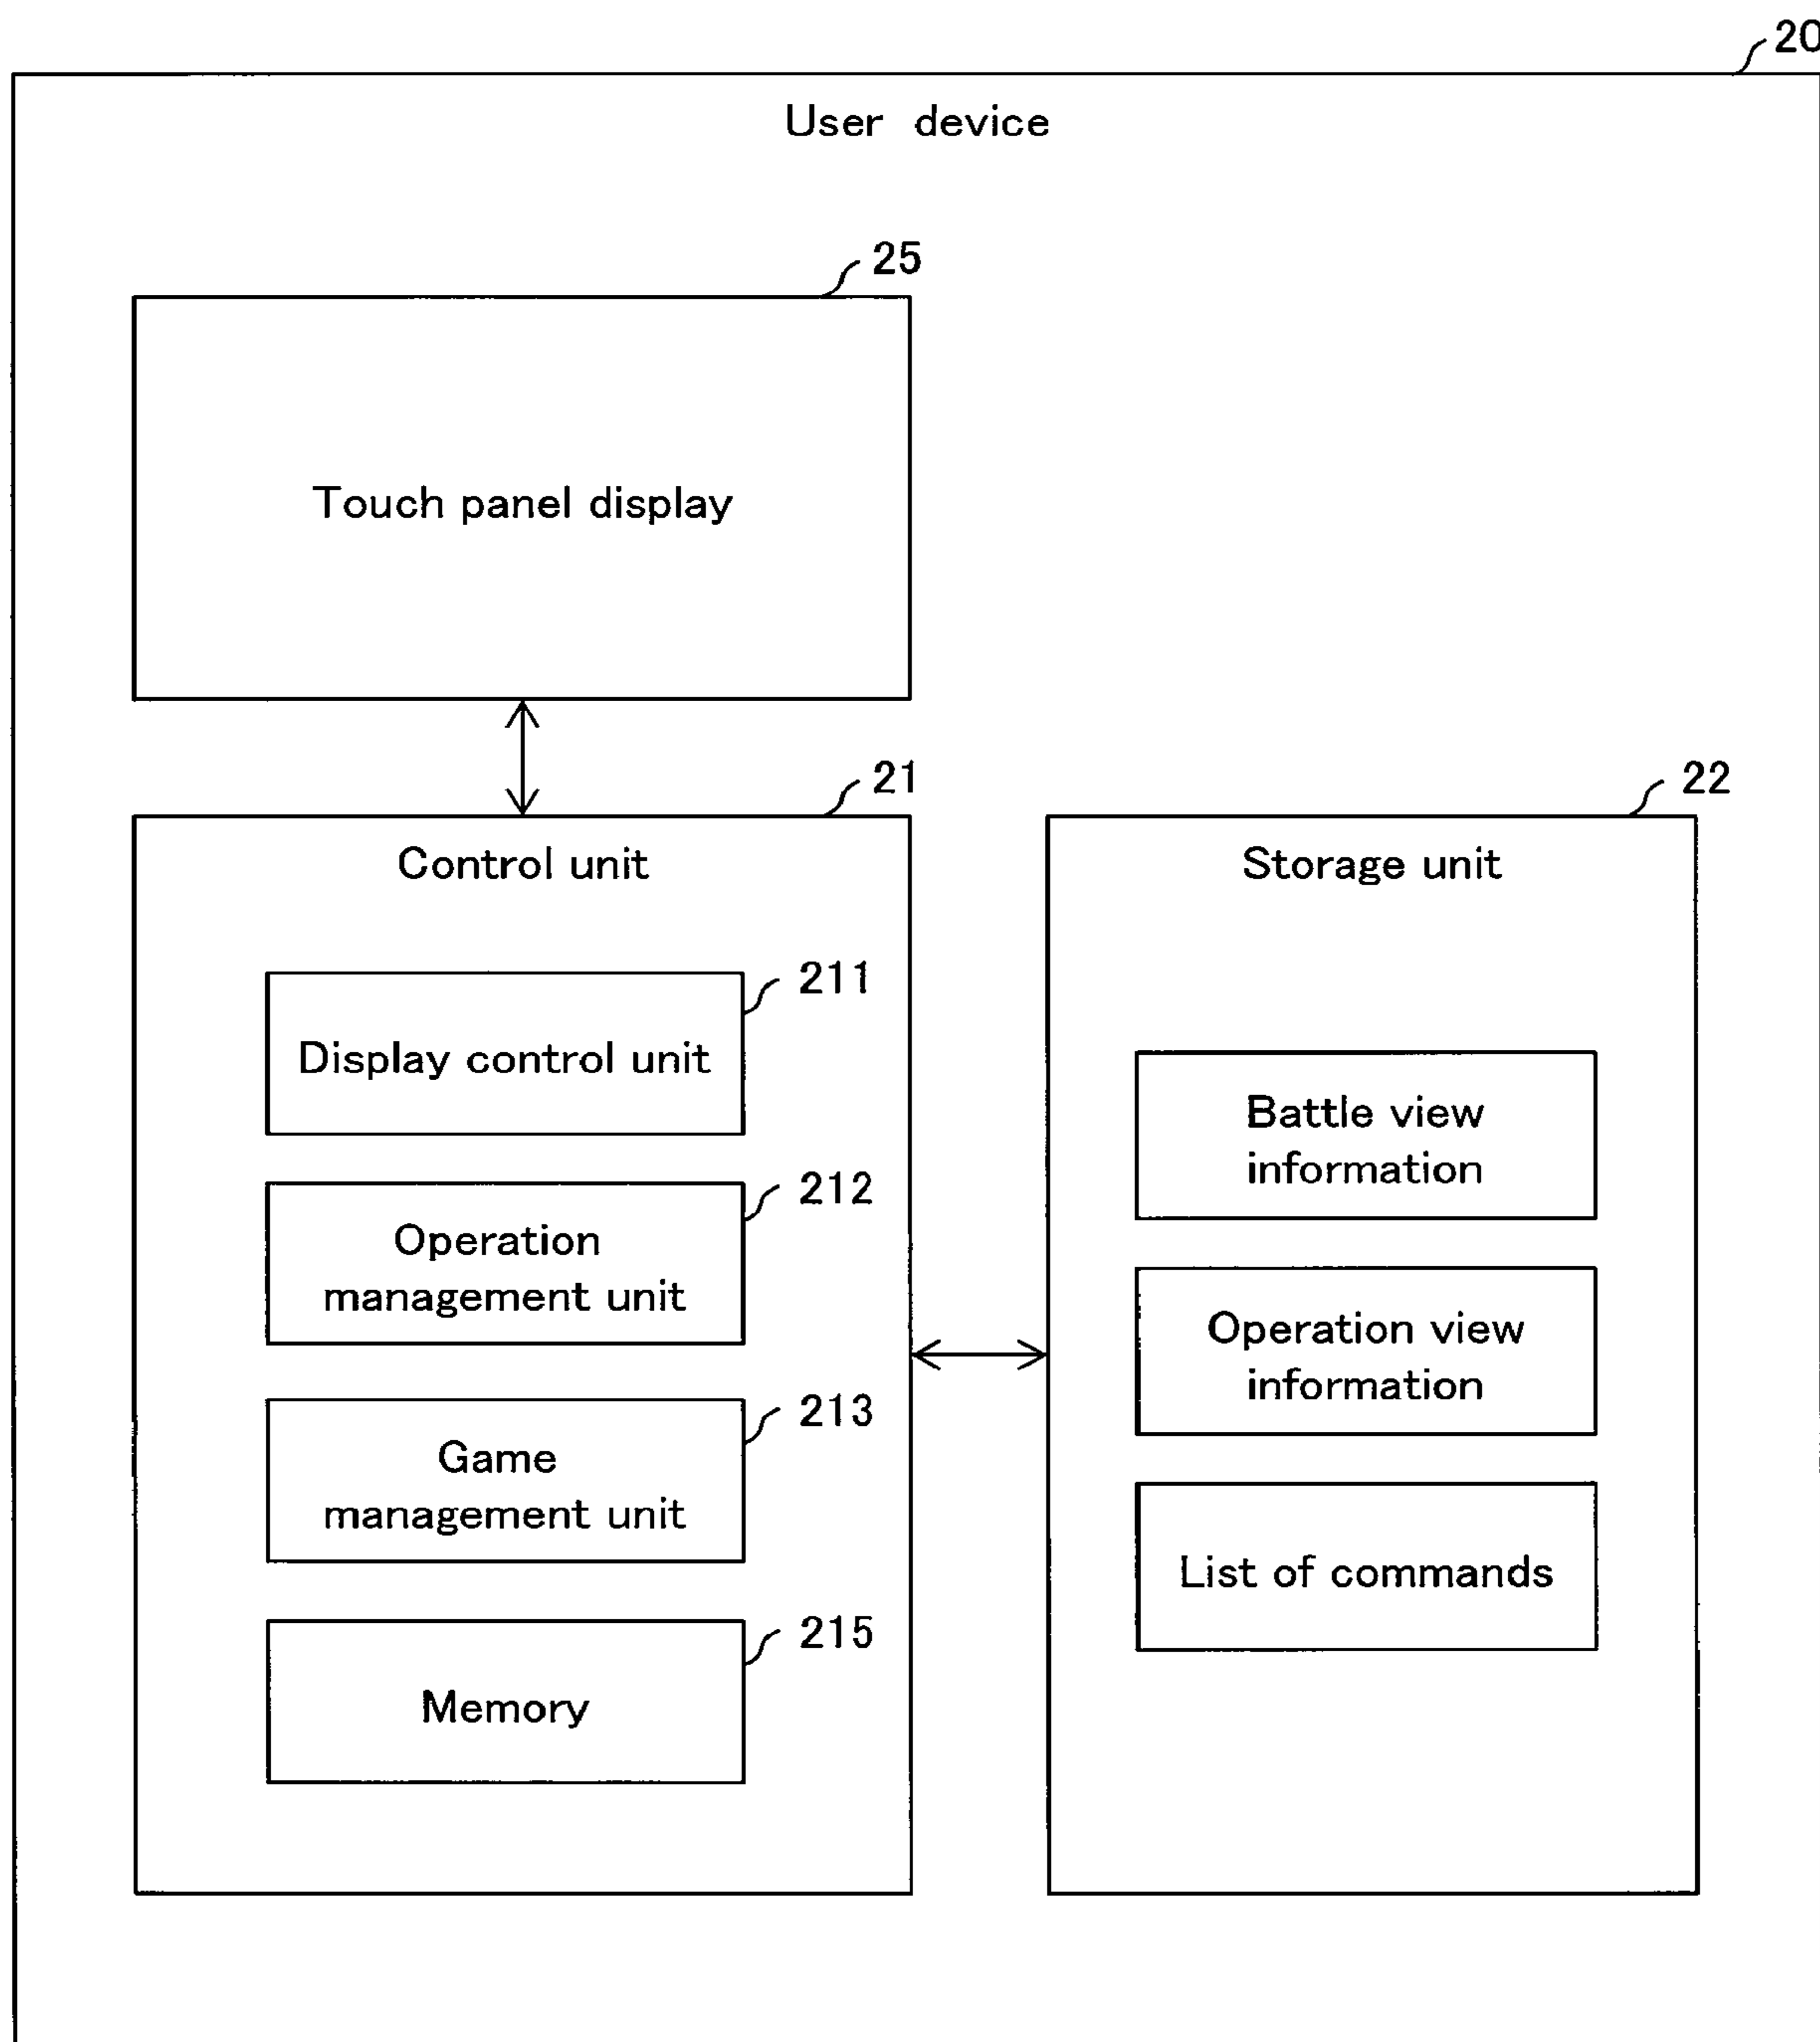 20
User device
25
Touch panel display
21
Control unit
211
Display control unit
212
Operation
management unit
213
Game
management unit
215
Memory
22
Storage unit
Battle view
information
Operation view
information
List of commands